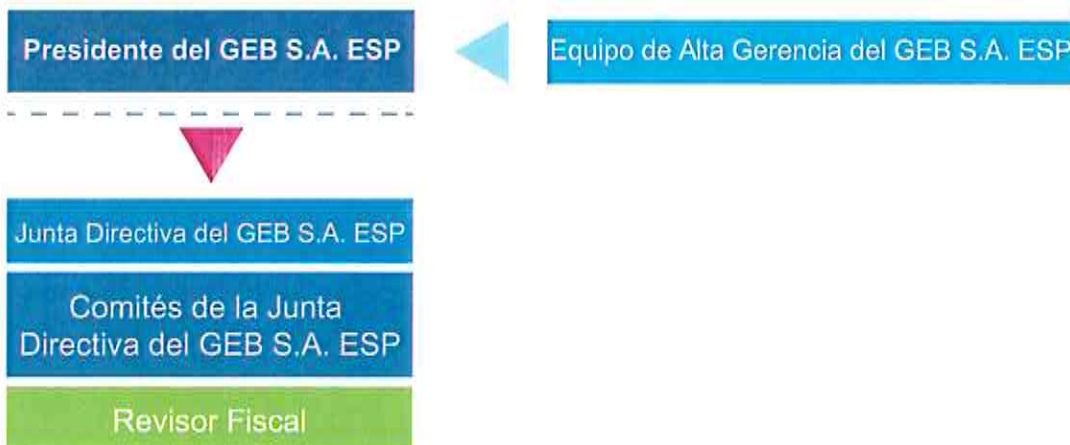 Presidente del GEB S.A. ESP
Equipo de Alta Gerencia del GEB S.A. ESP
Junta Directiva del GEB S.A. ESP
Comités de la Junta
Directiva del GEB S.A. ESP
Revisor Fiscal